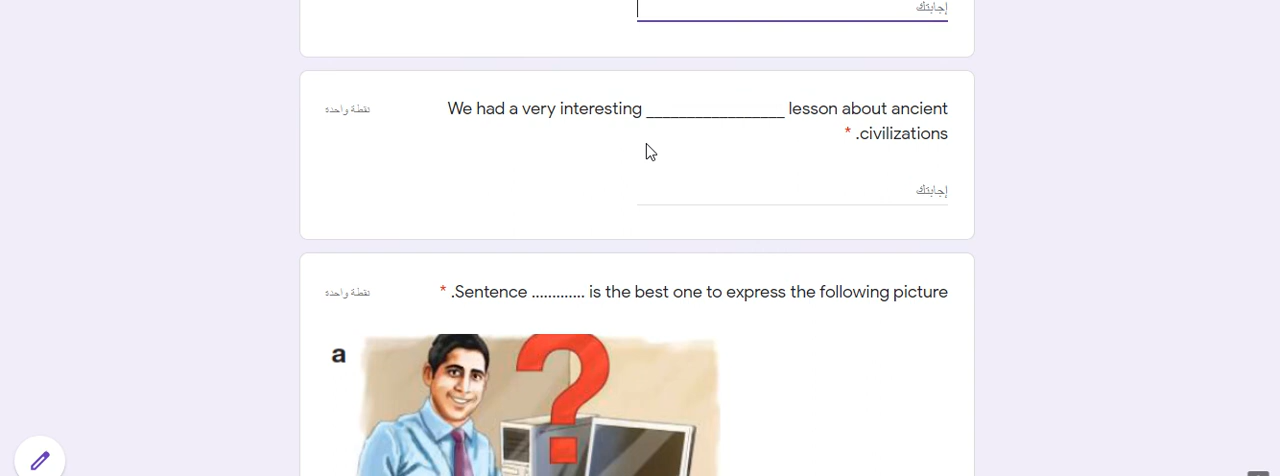 إجابتك
We had a very interesting _________________ lesson about ancient
* .civilizations
نقطة واحدة
إجابتك
* .Sentence ............. is the best one to express the following picture
نقطة واحدة
a
?